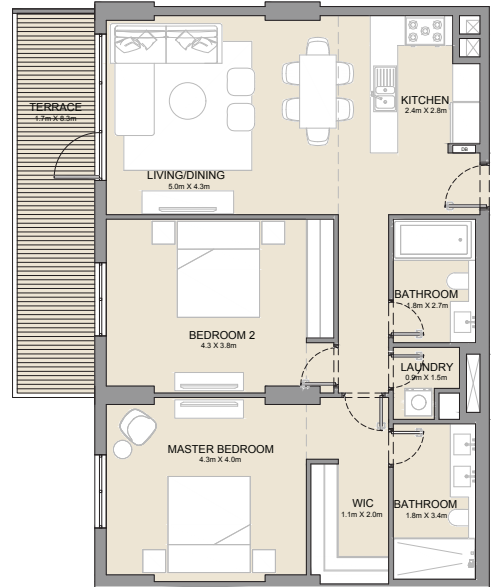 TERRACE
1.7m X 8.3m
KITCHEN
2.4m X 2.8m
DB
LIVING/DINING
5.0m X 4.3m
BATHROOM
1.8m X 2.7m
BEDROOM 2
4.3 X 3.8m
LAUNDRY
0.9m X 1.5m
MASTER BEDROOM
4.3m X 4.0m
WIC
1.1m X 2.0m
BATHROOM
1.8m X 3.4m